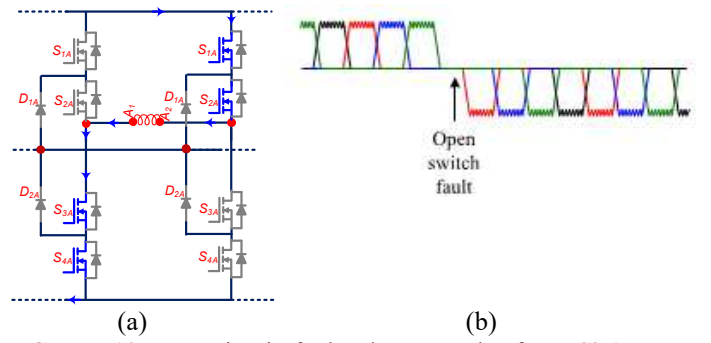 S1A
S1A
D1A
S2A
A1
A2
D1A
S2A
D2A
S3A
D2A
S3A
S4A
S4A
Open
switch
fault
(a)
(b)